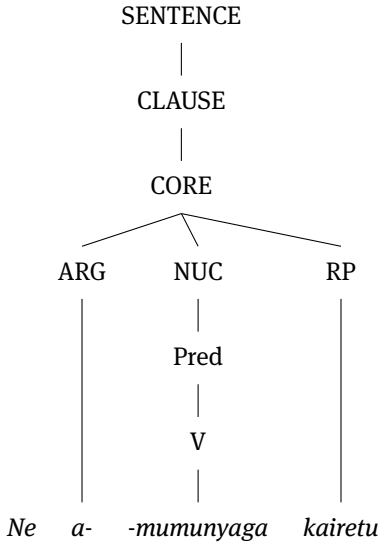 SENTENCE
CLAUSE
CORE
ARG NUC RP
Pred
V
Ne a- -mumunyaga kairetu